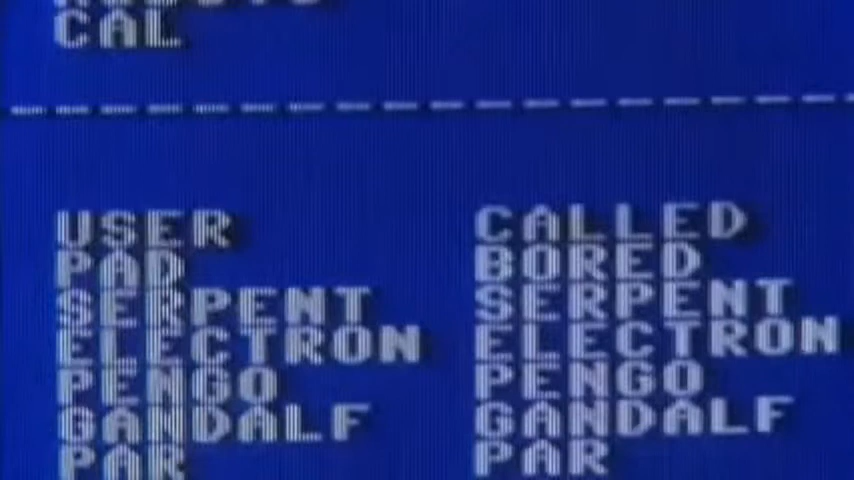 CAL
USER CALLED
PAD BORED
SERPENT SERPENT
ELECTRON ELECTRON
PENGO PENGO
GANDALF GANDALF
PAR PAR